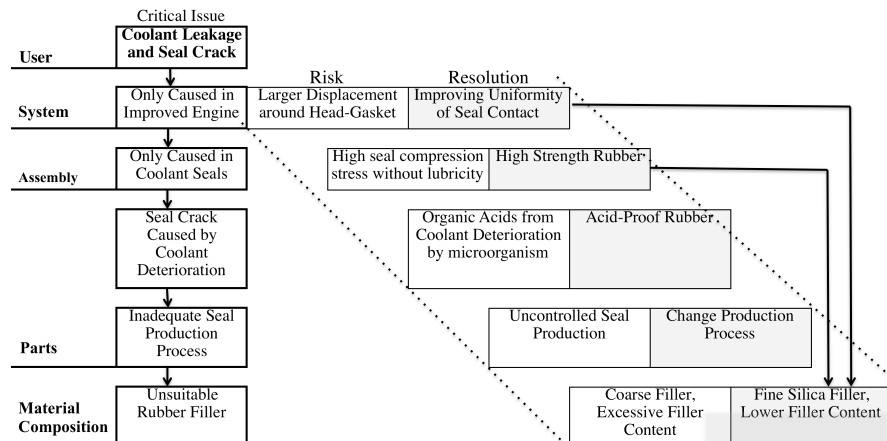 Critical Issue
Coolant Leakage
and Seal Crack
User
Risk
Resolution
System
Only Caused in
Improved Engine
Larger Displacement
around Head-Gasket
Improving Uniformity
of Seal Contact
Assembly
Only Caused in
Coolant Seals
High seal compression
stress without lubricity
High Strength Rubber
Seal Crack
Caused by
Coolant
Deterioration
Organic Acids from
Coolant Deterioration
by microorganism
Acid-Proof Rubber
Parts
Inadequate Seal
Production
Process
Uncontrolled Seal
Production
Change Production
Process
Material
Composition
Unsuitable
Rubber Filler
Coarse Filler,
Excessive Filler
Content
Fine Silica Filler,
Lower Filler Content